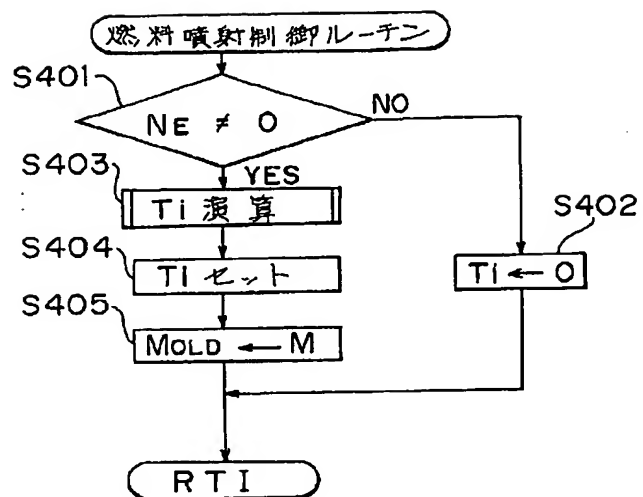 燃料噴射制御ルーチン
S401
NE ≠ 0
NO
YES
S403
Ti 演算
S402
Ti ← 0
S404
Ti セット
S405
MOLD ← M
RTI